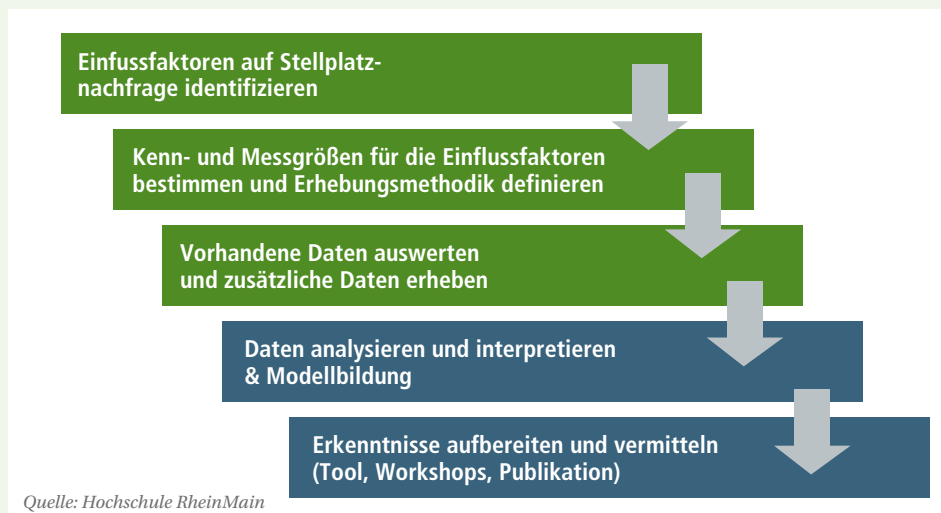 Einfussfaktoren auf Stellplatz-
nachfrage identifizieren
Kenn- und Messgrößen für die Einflussfaktoren
bestimmen und Erhebungsmethodik definieren
Vorhandene Daten auswerten
und zusätzliche Daten erheben
Daten analysieren und interpretieren
& Modellbildung
Erkenntnisse aufbereiten und vermitteln
(Tool, Workshops, Publikation)
Quelle: Hochschule RheinMain